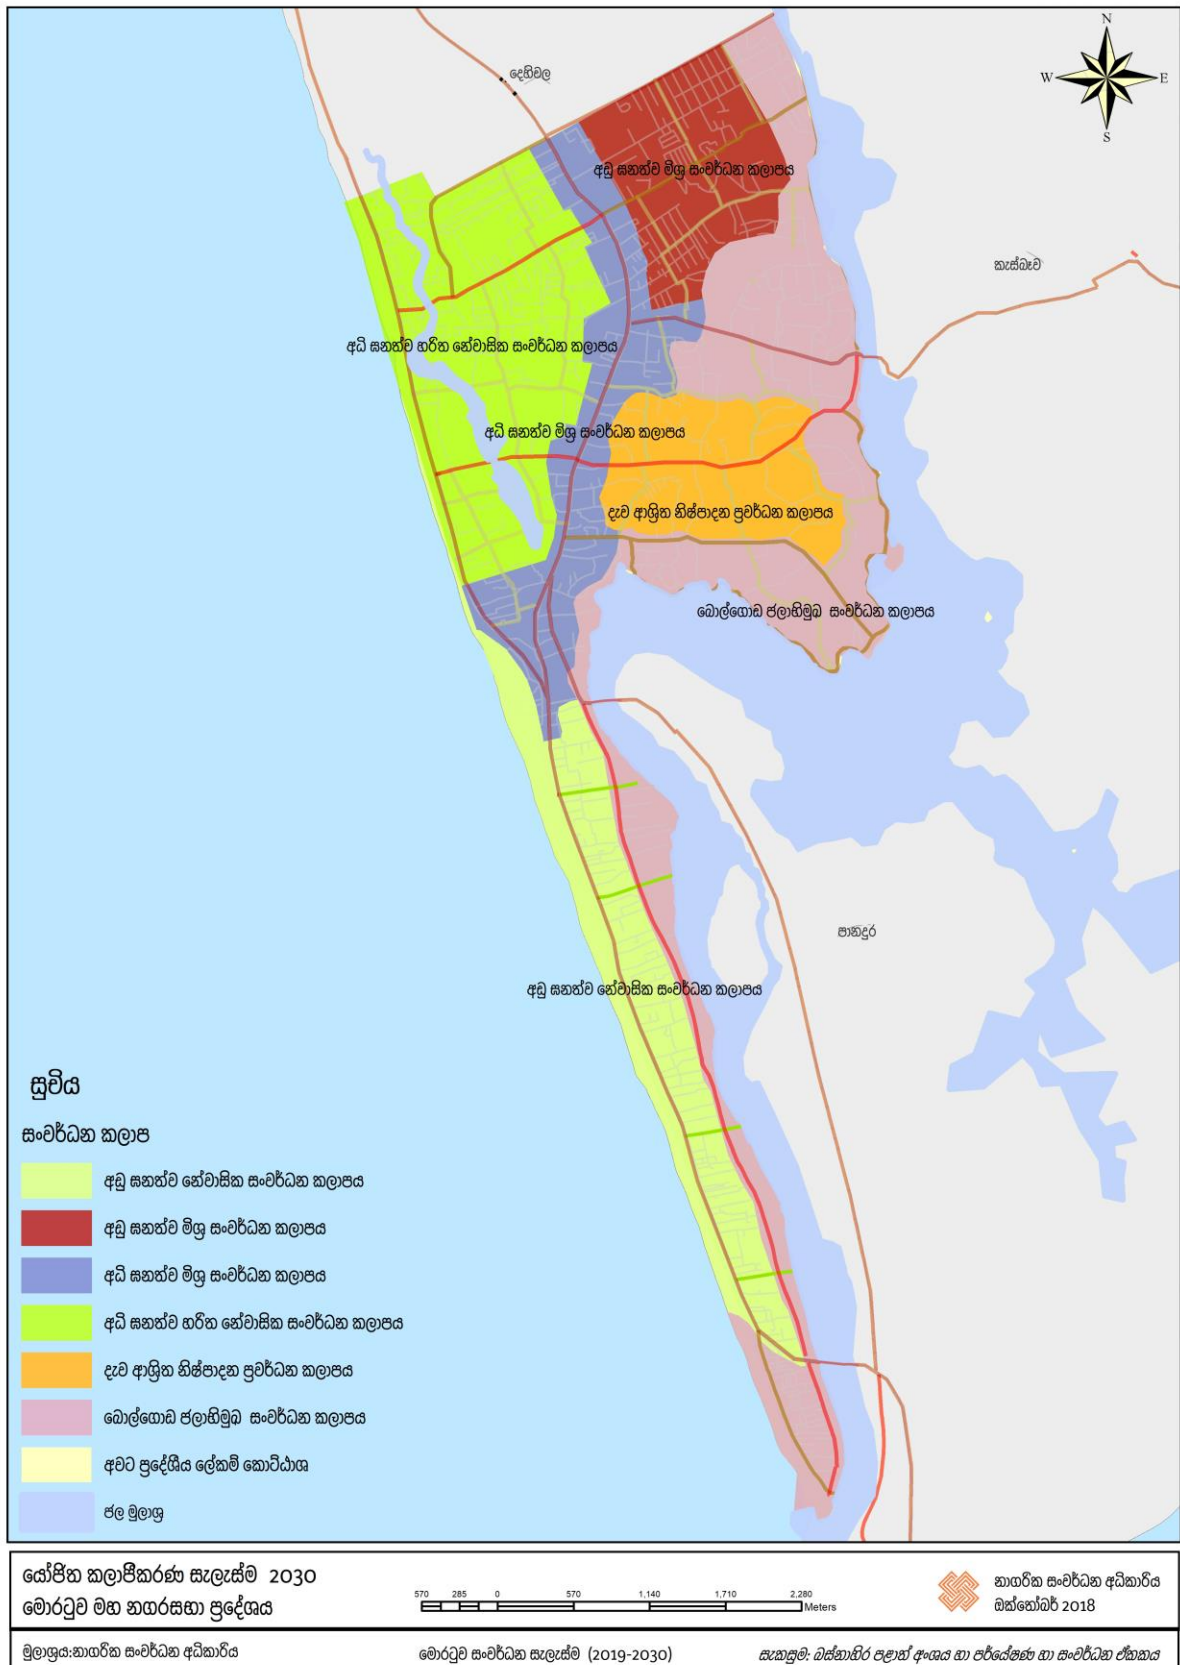 N
W
E
S
දෙහිවල
අඩු ඝනත්ව මිශ්‍ර සංවර්ධන කලාපය
කැස්බෑව
අධි ඝනත්ව හරිත නේවාසික සංවර්ධන කලාපය
අධි ඝනත්ව මිශ්‍ර සංවර්ධන කලාපය
දැව ආශ්‍රිත නිෂ්පාදන ප්‍රවර්ධන කලාපය
බොල්ගොඩ ජලාභිමුඛ සංවර්ධන කලාපය
පානදුර
අඩු ඝනත්ව නේවාසික සංවර්ධන කලාපය
සූචිය
සංවර්ධන කලාප
අඩු ඝනත්ව නේවාසික සංවර්ධන කලාපය
අඩු ඝනත්ව මිශ්‍ර සංවර්ධන කලාපය
අධි ඝනත්ව මිශ්‍ර සංවර්ධන කලාපය
අධි ඝනත්ව හරිත නේවාසික සංවර්ධන කලාපය
දැව ආශ්‍රිත නිෂ්පාදන ප්‍රවර්ධන කලාපය
බොල්ගොඩ ජලාභිමුඛ සංවර්ධන කලාපය
අවට ප්‍රදේශීය ලේකම් කොට්ඨාශ
ජල මූලාශ්‍ර
යෝජිත කලාපීකරණ සැලැස්ම 2030
මොරටුව මහ නගරසභා ප්‍රදේශය
570 285 0 570 1,140 1,710 2,280
Meters
නාගරික සංවර්ධන අධිකාරිය
ඔක්තෝබර් 2018
මූලාශ්‍රය:නාගරික සංවර්ධන අධිකාරිය
මොරටුව සංවර්ධන සැලැස්ම (2019-2030)
සැකසුම: බස්නාහිර පළාත් අංශය හා පර්යේෂණ හා සංවර්ධන ඒකකය